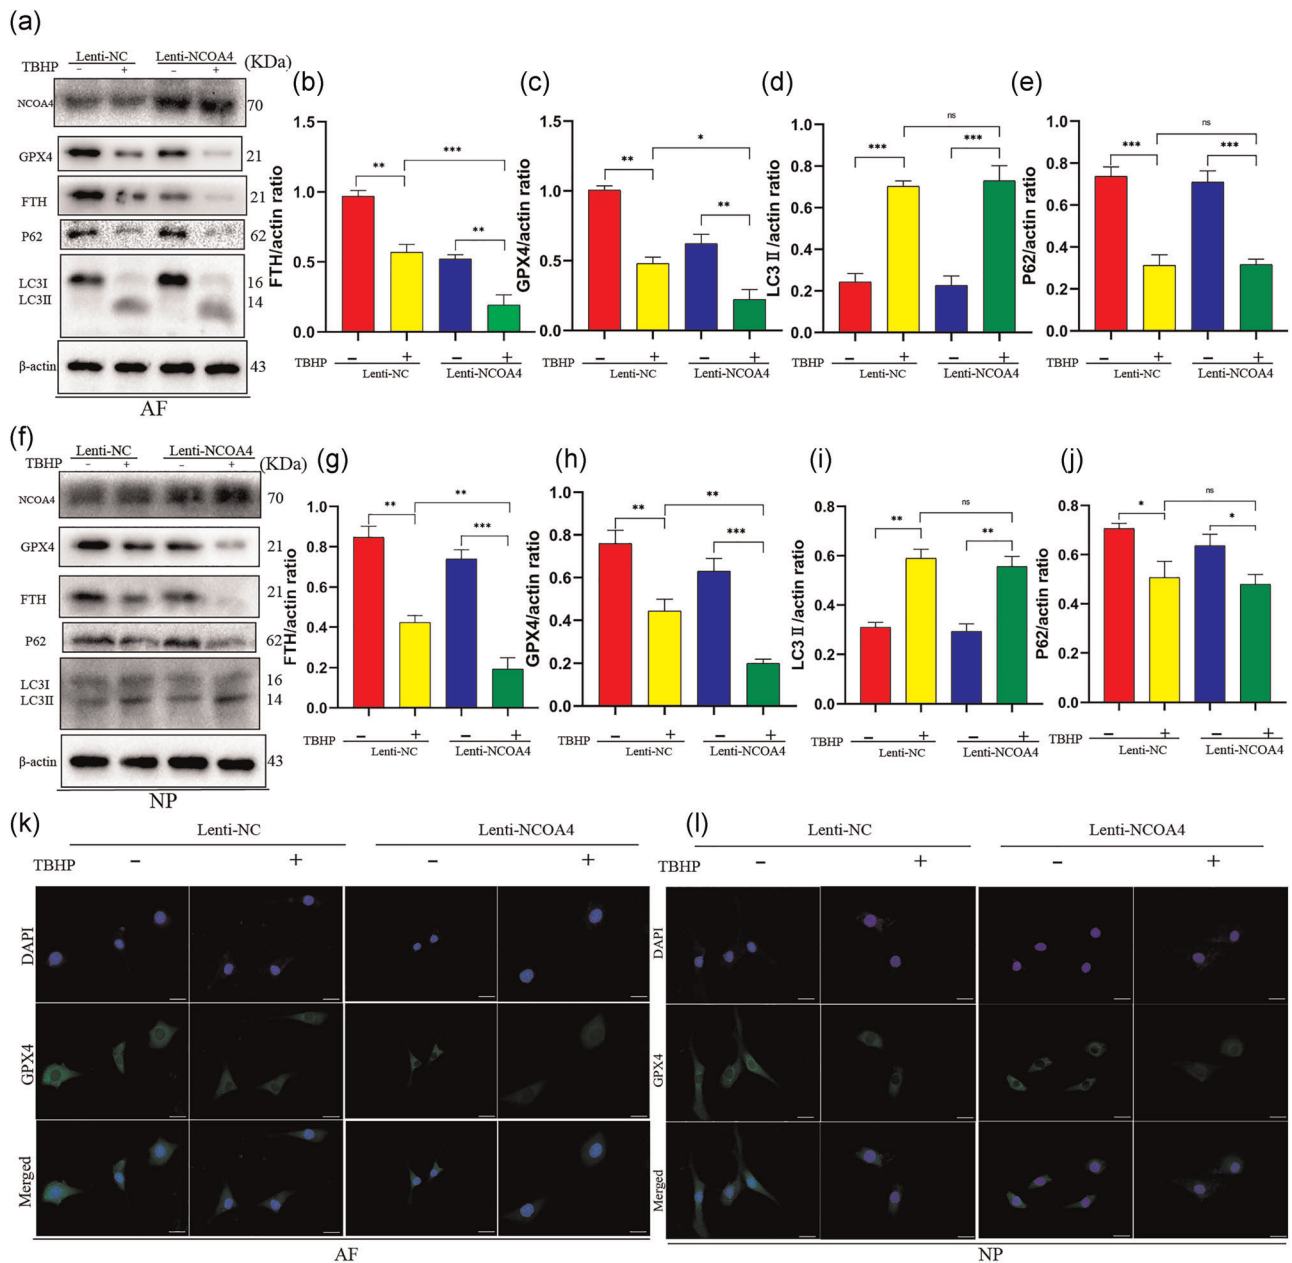 (a)
Lenti-NC Lenti-NCOA4
TBHP − + − + (KDa)
NCOA4 70
GPX4 21
FTH 21
P62 62
LC3I 16
LC3II 14
β-actin 43
AF
(b)
FTH/actin ratio
1.5
1.0
0.5
0.0
** *** **
TBHP − + − +
Lenti-NC Lenti-NCOA4
(c)
GPX4/actin ratio
1.5
1.0
0.5
0.0
** * **
TBHP − + − +
Lenti-NC Lenti-NCOA4
(d)
LC3 II /actin ratio
1.0
0.8
0.6
0.4
0.2
0.0
*** ns ***
TBHP − + − +
Lenti-NC Lenti-NCOA4
(e)
P62/actin ratio
1.0
0.8
0.6
0.4
0.2
0.0
*** ns ***
TBHP − + − +
Lenti-NC Lenti-NCOA4
(f)
Lenti-NC Lenti-NCOA4
TBHP − + − + (KDa)
NCOA4 70
GPX4 21
FTH 21
P62 62
LC3I 16
LC3II 14
β-actin 43
NP
(g)
FTH/actin ratio
1.0
0.8
0.6
0.4
0.2
0.0
** ** ***
TBHP − + − +
Lenti-NC Lenti-NCOA4
(h)
GPX4/actin ratio
1.0
0.8
0.6
0.4
0.2
0.0
** ** ***
TBHP − + − +
Lenti-NC Lenti-NCOA4
(i)
LC3 II /actin ratio
0.8
0.6
0.4
0.2
0.0
** ns **
TBHP − + − +
Lenti-NC Lenti-NCOA4
(j)
P62/actin ratio
0.8
0.6
0.4
0.2
0.0
* ns *
TBHP − + − +
Lenti-NC Lenti-NCOA4
(k)
Lenti-NC Lenti-NCOA4
TBHP − + − +
DAPI
GPX4
Merged
AF
(l)
Lenti-NC Lenti-NCOA4
TBHP − + − +
DAPI
GPX4
Merged
NP